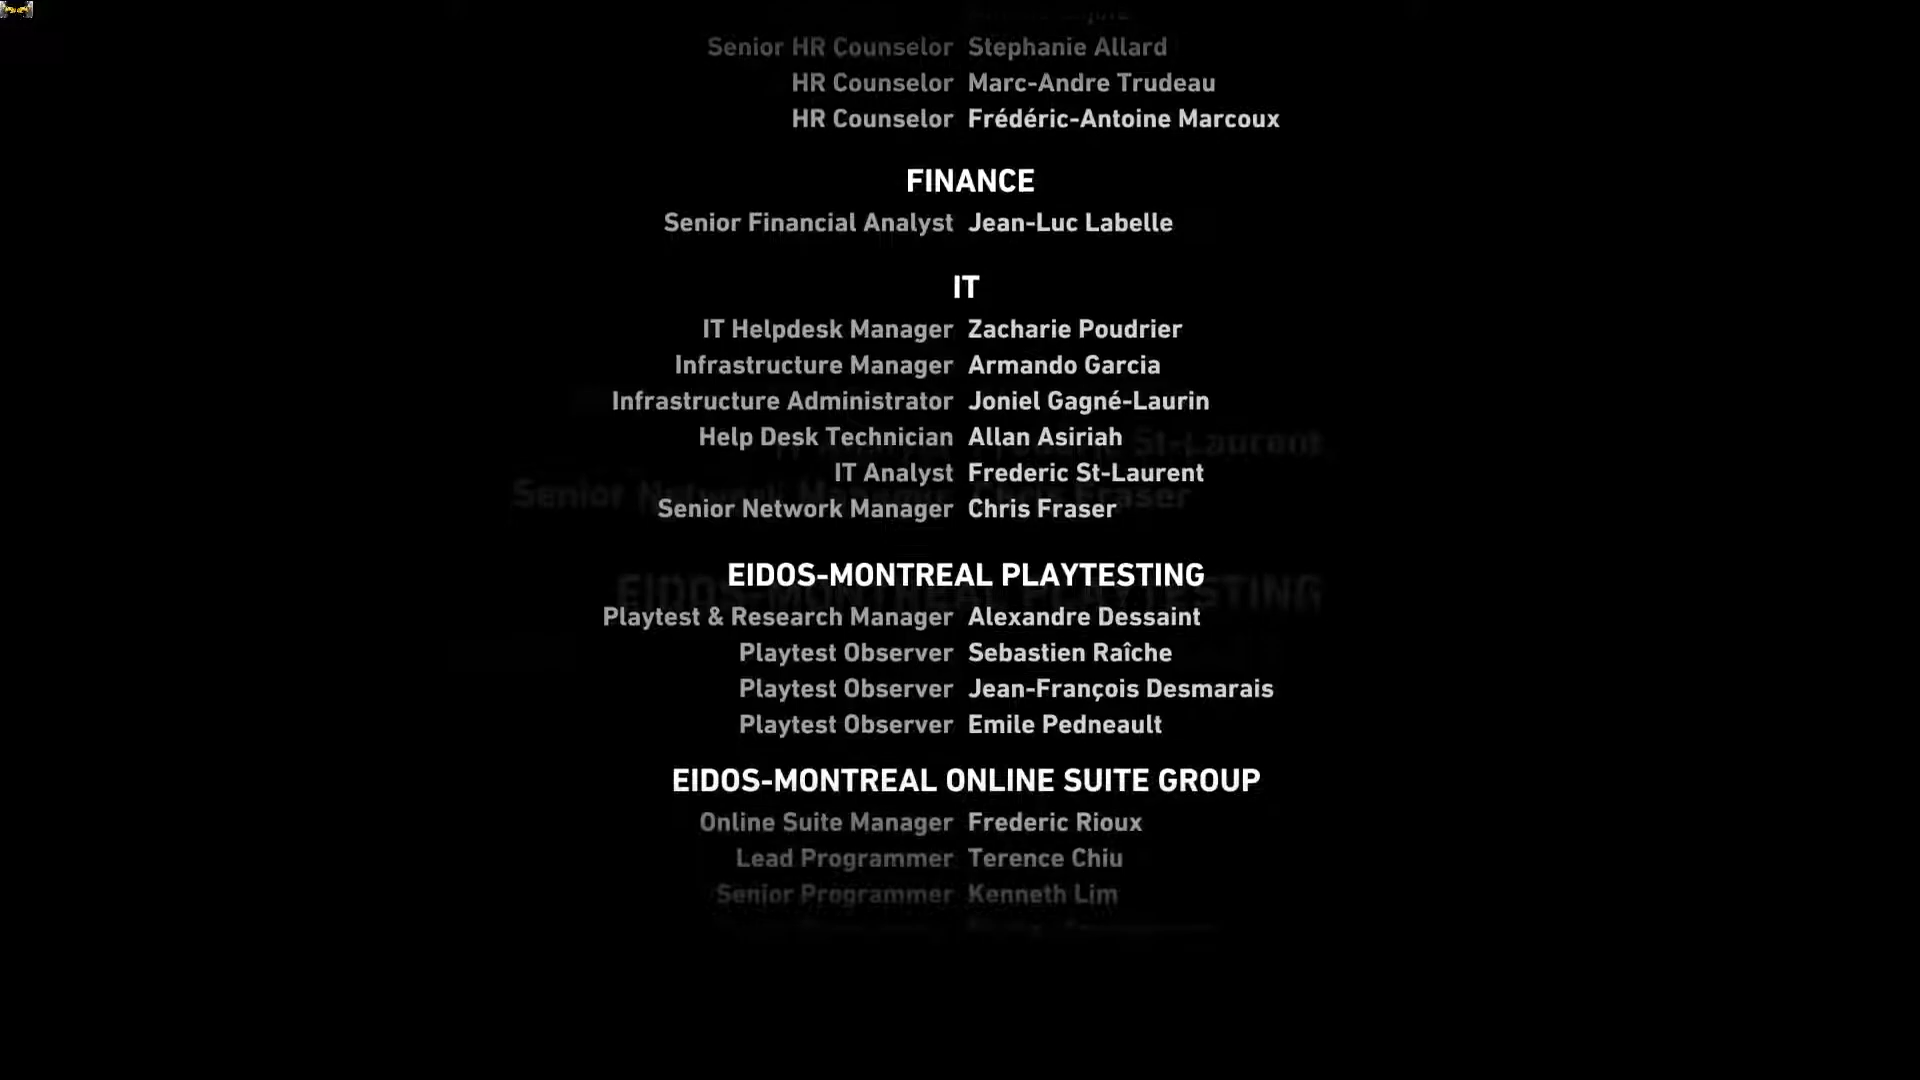 Senior HR Counselor Stephanie Allard
HR Counselor Marc-Andre Trudeau
HR Counselor Frédéric-Antoine Marcoux
FINANCE
Senior Financial Analyst Jean-Luc Labelle
IT
IT Helpdesk Manager Zacharie Poudrier
Infrastructure Manager Armando Garcia
Infrastructure Administrator Joniel Gagné-Laurin
Help Desk Technician Allan Asiriah
IT Analyst Frederic St-Laurent
Senior Network Manager Chris Fraser
EIDOS-MONTREAL PLAYTESTING
Playtest & Research Manager Alexandre Dessaint
Playtest Observer Sebastien Raîche
Playtest Observer Jean-François Desmarais
Playtest Observer Emile Pedneault
EIDOS-MONTREAL ONLINE SUITE GROUP
Online Suite Manager Frederic Rioux
Lead Programmer Terence Chiu
Senior Programmer Kenneth Lim